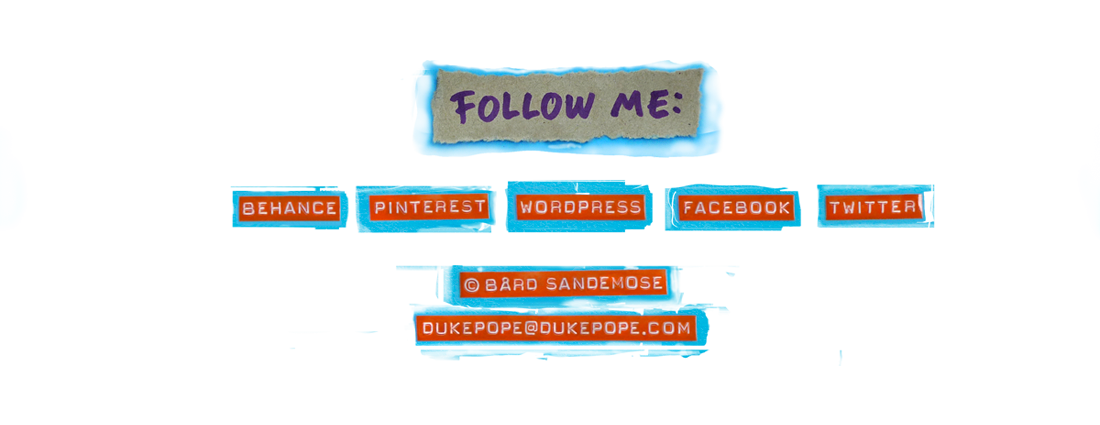 FOLLOW ME:
BEHANCE PINTEREST WORDPRESS FACEBOOK TWITTER
© BÅRD SANDEMOSE
DUKEPOPE@DUKEPOPE.COM